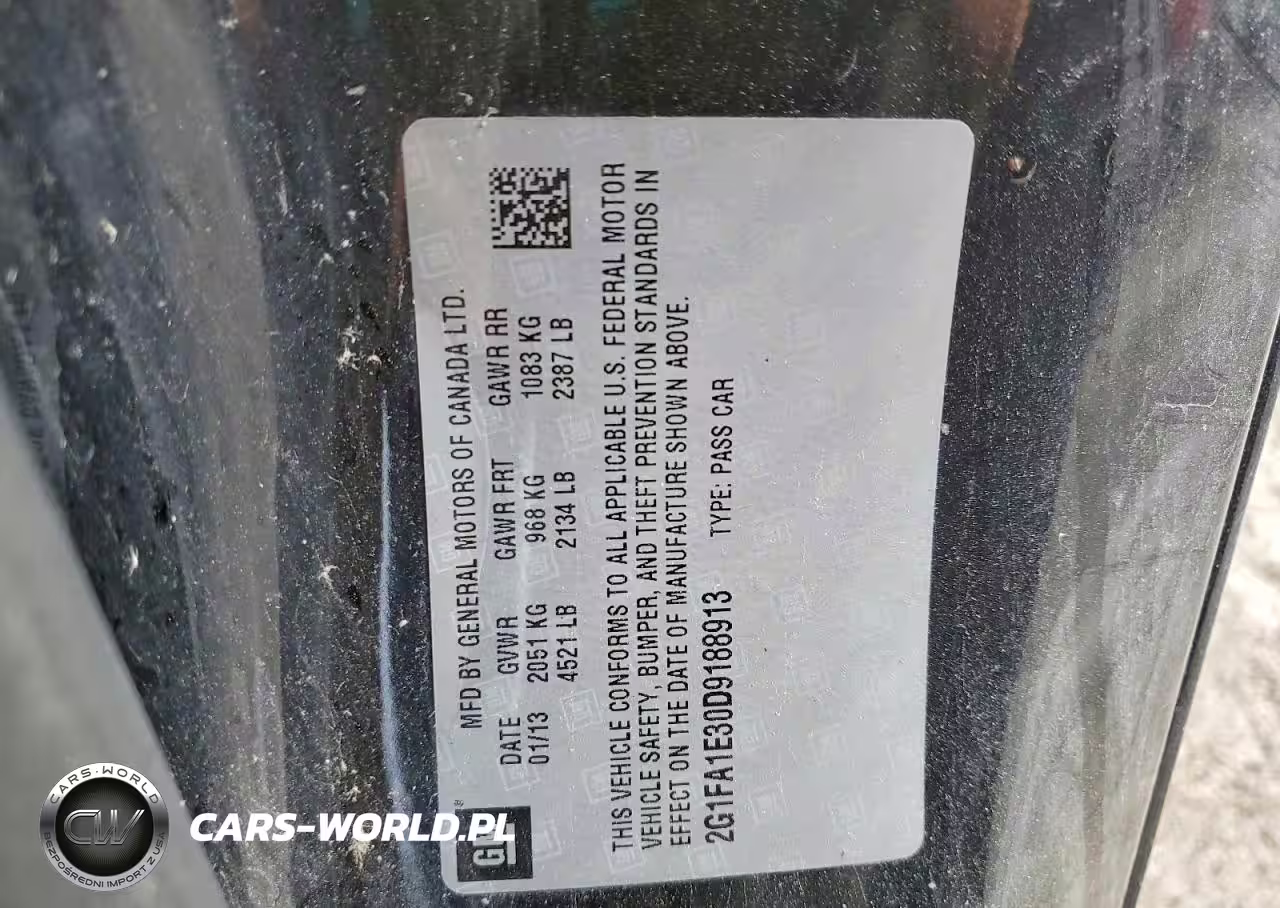 MFD BY GENERAL MOTORS OF CANADA LTD.
DATE GVWR GAWR FRT GAWR RR
01/13 2051 KG 968 KG 1083 KG
4521 LB 2134 LB 2387 LB
THIS VEHICLE CONFORMS TO ALL APPLICABLE U.S. FEDERAL MOTOR
VEHICLE SAFETY, BUMPER, AND THEFT PREVENTION STANDARDS IN
EFFECT ON THE DATE OF MANUFACTURE SHOWN ABOVE.
2G1FA1E30D9188913 TYPE: PASS CAR
GM
CARS-WORLD
CW
BEZPOŚREDNI IMPORT Z USA
CARS-WORLD.PL